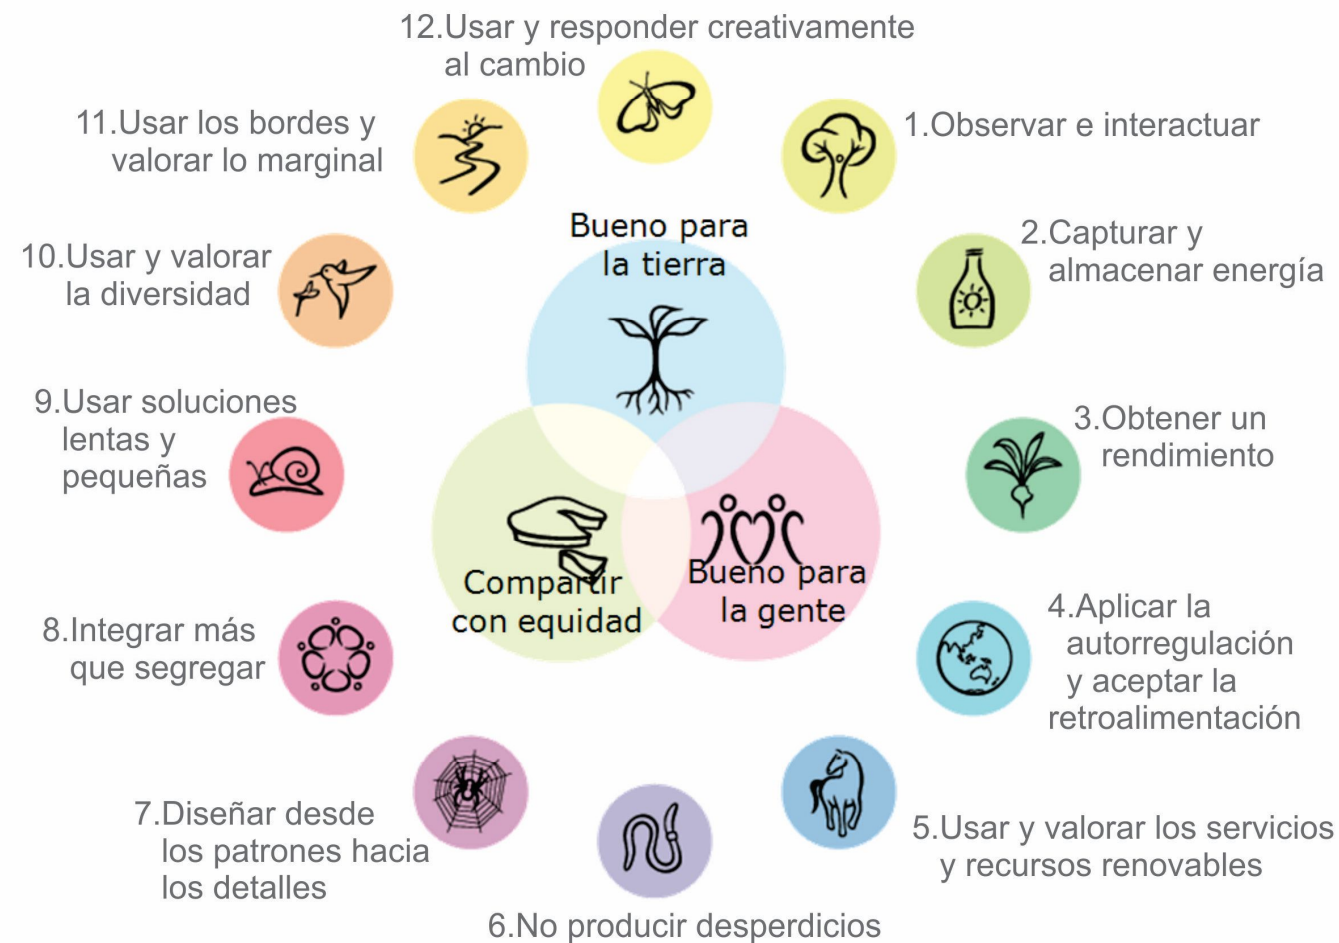 12.Usar y responder creativamente
al cambio
1.Observar e interactuar
2.Capturar y
almacenar energía
3.Obtener un
rendimiento
4.Aplicar la
autorregulación
y aceptar la
retroalimentación
5.Usar y valorar los servicios
y recursos renovables
6.No producir desperdicios
7.Diseñar desde
los patrones hacia
los detalles
8.Integrar más
que segregar
9.Usar soluciones
lentas y
pequeñas
10.Usar y valorar
la diversidad
11.Usar los bordes y
valorar lo marginal
Bueno para
la tierra
Compartir
con equidad
Bueno para
la gente